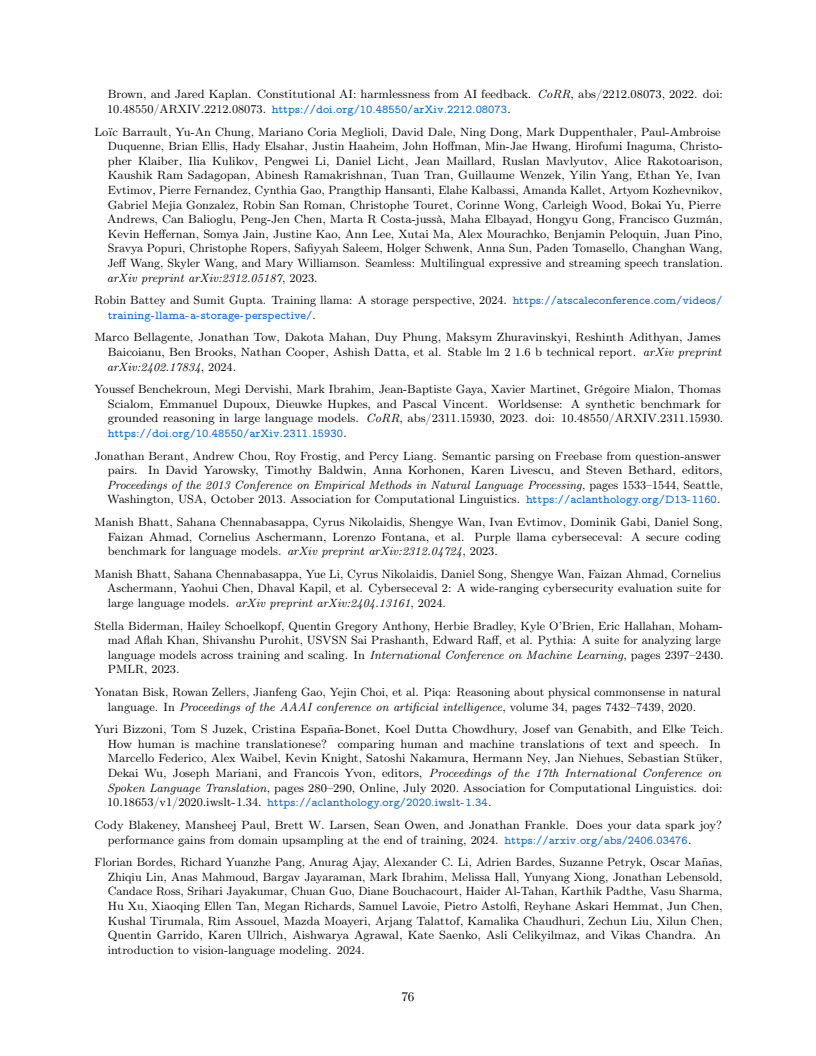 Brown, and Jared Kaplan. Constitutional AI: harmlessness from AI feedback. CoRR, abs/2212.08073, 2022. doi:
10.48550/ARXIV.2212.08073. https://doi.org/10.48550/arXiv.2212.08073.
Loïc Barrault, Yu-An Chung, Mariano Coria Meglioli, David Dale, Ning Dong, Mark Duppenthaler, Paul-Ambroise
Duquenne, Brian Ellis, Hady Elsahar, Justin Haaheim, John Hoffman, Min-Jae Hwang, Hirofumi Inaguma, Christo-
pher Klaiber, Ilia Kulikov, Pengwei Li, Daniel Licht, Jean Maillard, Ruslan Mavlyutov, Alice Rakotoarison,
Kaushik Ram Sadagopan, Abinesh Ramakrishnan, Tuan Tran, Guillaume Wenzek, Yilin Yang, Ethan Ye, Ivan
Evtimov, Pierre Fernandez, Cynthia Gao, Prangthip Hansanti, Elahe Kalbassi, Amanda Kallet, Artyom Kozhevnikov,
Gabriel Mejia Gonzalez, Robin San Roman, Christophe Touret, Corinne Wong, Carleigh Wood, Bokai Yu, Pierre
Andrews, Can Balioglu, Peng-Jen Chen, Marta R Costa-jussà, Maha Elbayad, Hongyu Gong, Francisco Guzmán,
Kevin Heffernan, Somya Jain, Justine Kao, Ann Lee, Xutai Ma, Alex Mourachko, Benjamin Peloquin, Juan Pino,
Sravya Popuri, Christophe Ropers, Safiyyah Saleem, Holger Schwenk, Anna Sun, Paden Tomasello, Changhan Wang,
Jeff Wang, Skyler Wang, and Mary Williamson. Seamless: Multilingual expressive and streaming speech translation.
arXiv preprint arXiv:2312.05187, 2023.
Robin Battey and Sumit Gupta. Training llama: A storage perspective, 2024. https://atscaleconference.com/videos/
training-llama-a-storage-perspective/.
Marco Bellagente, Jonathan Tow, Dakota Mahan, Duy Phung, Maksym Zhuravinskyi, Reshinth Adithyan, James
Baicoianu, Ben Brooks, Nathan Cooper, Ashish Datta, et al. Stable lm 2 1.6 b technical report. arXiv preprint
arXiv:2402.17834, 2024.
Youssef Benchekroun, Megi Dervishi, Mark Ibrahim, Jean-Baptiste Gaya, Xavier Martinet, Grégoire Mialon, Thomas
Scialom, Emmanuel Dupoux, Dieuwke Hupkes, and Pascal Vincent. Worldsense: A synthetic benchmark for
grounded reasoning in large language models. CoRR, abs/2311.15930, 2023. doi: 10.48550/ARXIV.2311.15930.
https://doi.org/10.48550/arXiv.2311.15930.
Jonathan Berant, Andrew Chou, Roy Frostig, and Percy Liang. Semantic parsing on Freebase from question-answer
pairs. In David Yarowsky, Timothy Baldwin, Anna Korhonen, Karen Livescu, and Steven Bethard, editors,
Proceedings of the 2013 Conference on Empirical Methods in Natural Language Processing, pages 1533–1544, Seattle,
Washington, USA, October 2013. Association for Computational Linguistics. https://aclanthology.org/D13-1160.
Manish Bhatt, Sahana Chennabasappa, Cyrus Nikolaidis, Shengye Wan, Ivan Evtimov, Dominik Gabi, Daniel Song,
Faizan Ahmad, Cornelius Aschermann, Lorenzo Fontana, et al. Purple llama cyberseceval: A secure coding
benchmark for language models. arXiv preprint arXiv:2312.04724, 2023.
Manish Bhatt, Sahana Chennabasappa, Yue Li, Cyrus Nikolaidis, Daniel Song, Shengye Wan, Faizan Ahmad, Cornelius
Aschermann, Yaohui Chen, Dhaval Kapil, et al. Cyberseceval 2: A wide-ranging cybersecurity evaluation suite for
large language models. arXiv preprint arXiv:2404.13161, 2024.
Stella Biderman, Hailey Schoelkopf, Quentin Gregory Anthony, Herbie Bradley, Kyle O'Brien, Eric Hallahan, Moham-
mad Aflah Khan, Shivanshu Purohit, USVSN Sai Prashanth, Edward Raff, et al. Pythia: A suite for analyzing large
language models across training and scaling. In International Conference on Machine Learning, pages 2397–2430.
PMLR, 2023.
Yonatan Bisk, Rowan Zellers, Jianfeng Gao, Yejin Choi, et al. Piqa: Reasoning about physical commonsense in natural
language. In Proceedings of the AAAI conference on artificial intelligence, volume 34, pages 7432–7439, 2020.
Yuri Bizzoni, Tom S Juzek, Cristina España-Bonet, Koel Dutta Chowdhury, Josef van Genabith, and Elke Teich.
How human is machine translationese? comparing human and machine translations of text and speech. In
Marcello Federico, Alex Waibel, Kevin Knight, Satoshi Nakamura, Hermann Ney, Jan Niehues, Sebastian Stüker,
Dekai Wu, Joseph Mariani, and Francois Yvon, editors, Proceedings of the 17th International Conference on
Spoken Language Translation, pages 280–290, Online, July 2020. Association for Computational Linguistics. doi:
10.18653/v1/2020.iwslt-1.34. https://aclanthology.org/2020.iwslt-1.34.
Cody Blakeney, Mansheej Paul, Brett W. Larsen, Sean Owen, and Jonathan Frankle. Does your data spark joy?
performance gains from domain upsampling at the end of training, 2024. https://arxiv.org/abs/2406.03476.
Florian Bordes, Richard Yuanzhe Pang, Anurag Ajay, Alexander C. Li, Adrien Bardes, Suzanne Petryk, Oscar Mañas,
Zhiqiu Lin, Anas Mahmoud, Bargav Jayaraman, Mark Ibrahim, Melissa Hall, Yunyang Xiong, Jonathan Lebensold,
Candace Ross, Srihari Jayakumar, Chuan Guo, Diane Bouchacourt, Haider Al-Tahan, Karthik Padthe, Vasu Sharma,
Hu Xu, Xiaoqing Ellen Tan, Megan Richards, Samuel Lavoie, Pietro Astolfi, Reyhane Askari Hemmat, Jun Chen,
Kushal Tirumala, Rim Assouel, Mazda Moayeri, Arjang Talattof, Kamalika Chaudhuri, Zechun Liu, Xilun Chen,
Quentin Garrido, Karen Ullrich, Aishwarya Agrawal, Kate Saenko, Asli Celikyilmaz, and Vikas Chandra. An
introduction to vision-language modeling. 2024.
76